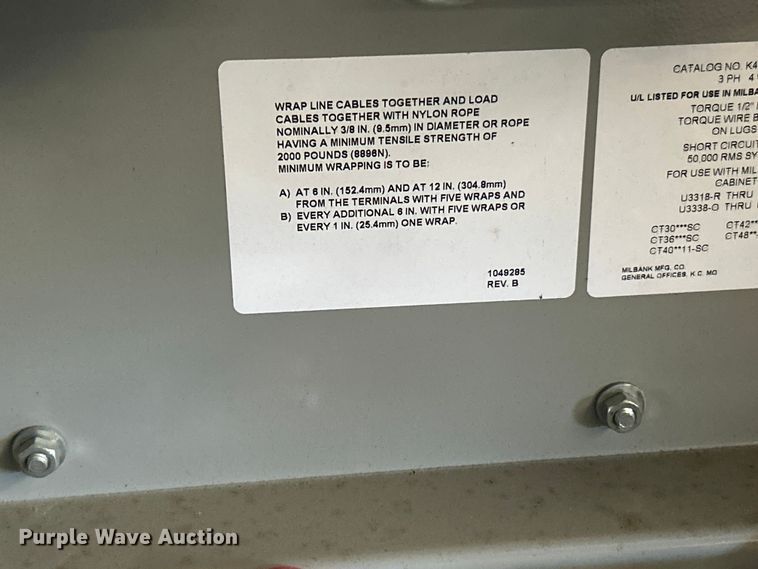 WRAP LINE CABLES TOGETHER AND LOAD
CABLES TOGETHER WITH NYLON ROPE
NOMINALLY 3/8 IN. (9.5mm) IN DIAMETER OR ROPE
HAVING A MINIMUM TENSILE STRENGTH OF
2000 POUNDS (8896N).
MINIMUM WRAPPING IS TO BE:
A) AT 6 IN. (152.4mm) AND AT 12 IN. (304.8mm)
FROM THE TERMINALS WITH FIVE WRAPS AND
B) EVERY ADDITIONAL 6 IN. WITH FIVE WRAPS OR
EVERY 1 IN. (25.4mm) ONE WRAP.
1049285
REV. B
CATALOG NO. K4
3 PH 4
U/L LISTED FOR USE IN MILBA
TORQUE 1/2"
TORQUE WIRE B
ON LUGS
SHORT CIRCUIT
50,000 RMS SY
FOR USE WITH MIL
CABINET
U3318-R THRU
U3338-O THRU
CT30***SC CT42**
CT36***SC CT48**
CT40**11-SC
MILBANK MFG. CO.
GENERAL OFFICES, K.C. MO
Purple Wave Auction